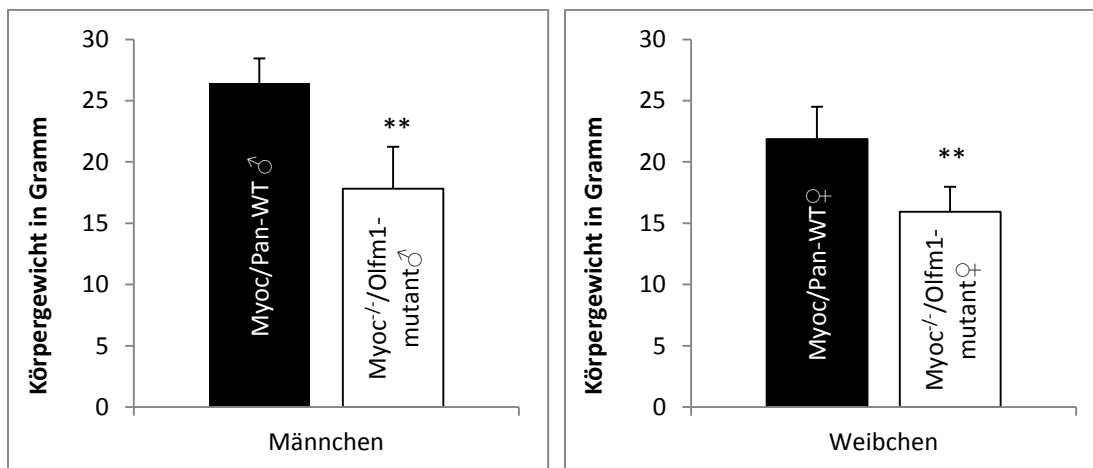 Körpergewicht in Gramm
30
25
20
15
10
5
0
Myoc/Pan-WT ♂
**
Myoc-/-/Olfm1-
mutant♂
Männchen
Körpergewicht in Gramm
30
25
20
15
10
5
0
Myoc/Pan-WT♀
**
Myoc-/-/Olfm1-
mutant♀
Weibchen